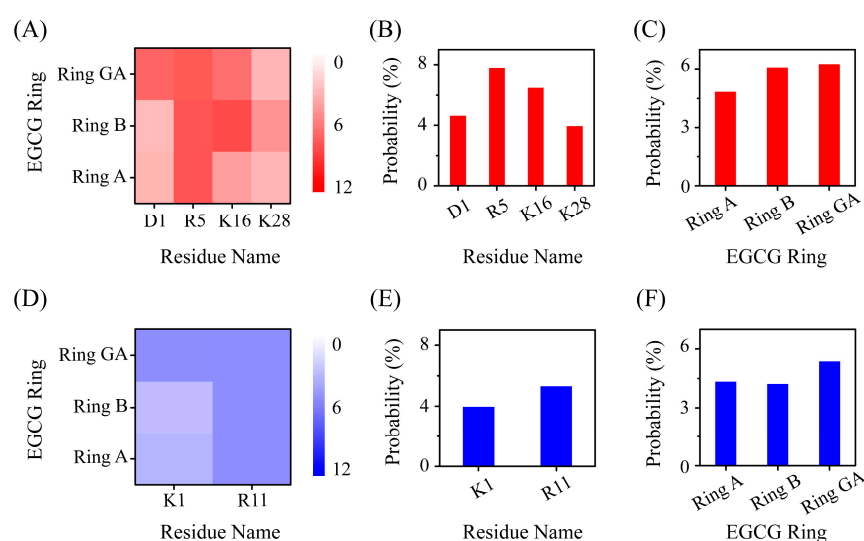 (A)
EGCG Ring
Ring GA
Ring B
Ring A
D1 R5 K16 K28
Residue Name
0
6
12
(B)
Probability (%)
8
4
0
D1 R5 K16 K28
Residue Name
(C)
Probability (%)
6
3
0
Ring A Ring B Ring GA
EGCG Ring
(D)
EGCG Ring
Ring GA
Ring B
Ring A
K1 R11
Residue Name
0
6
12
(E)
Probability (%)
8
4
0
K1 R11
Residue Name
(F)
Probability (%)
6
3
0
Ring A Ring B Ring GA
EGCG Ring